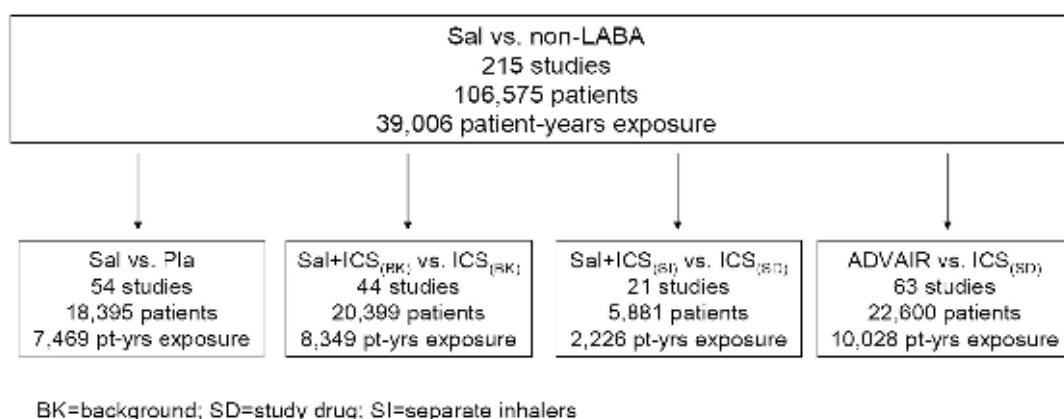 Sal vs. non-LABA
215 studies
106,575 patients
39,006 patient-years exposure
Sal vs. Pla
54 studies
18,395 patients
7,469 pt-yrs exposure
Sal+ICS(BK) vs. ICS(BK)
44 studies
20,399 patients
8,349 pt-yrs exposure
Sal+ICS(SI) vs. ICS(SD)
21 studies
5,881 patients
2,226 pt-yrs exposure
ADVAIR vs. ICS(SD)
63 studies
22,600 patients
10,028 pt-yrs exposure
BK=background; SD=study drug; SI=separate inhalers